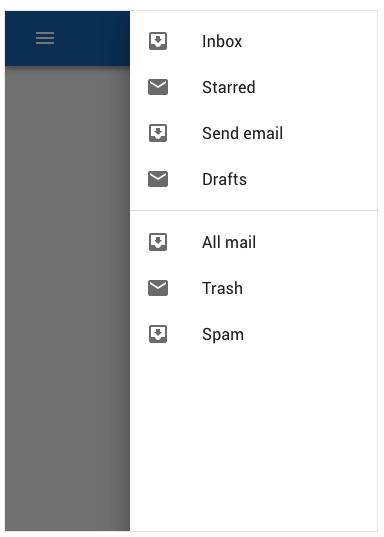 Inbox
Starred
Send email
Drafts
All mail
Trash
Spam